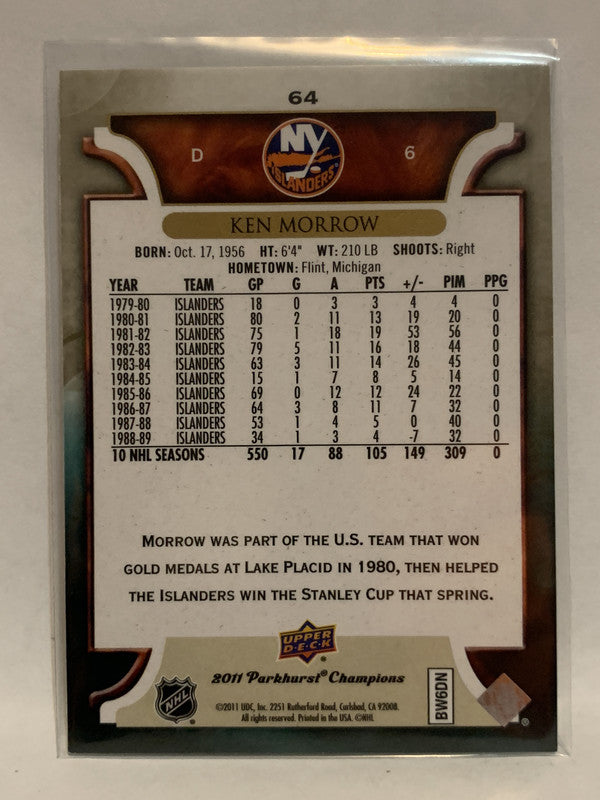 64
D
NY
ISLANDERS
6
KEN MORROW
BORN: Oct. 17, 1956 HT: 6'4" WT: 210 LB SHOOTS: Right
HOMETOWN: Flint, Michigan
YEAR TEAM GP G A PTS +/- PIM PPG
1979-80 ISLANDERS 18 0 3 3 4 4 0
1980-81 ISLANDERS 80 2 11 13 19 20 0
1981-82 ISLANDERS 75 1 18 19 53 56 0
1982-83 ISLANDERS 79 5 11 16 18 44 0
1983-84 ISLANDERS 63 3 11 14 26 45 0
1984-85 ISLANDERS 15 1 7 8 5 14 0
1985-86 ISLANDERS 69 0 12 12 24 22 0
1986-87 ISLANDERS 64 3 8 11 7 32 0
1987-88 ISLANDERS 53 1 4 5 0 40 0
1988-89 ISLANDERS 34 1 3 4 -7 32 0
10 NHL SEASONS 550 17 88 105 149 309 0
MORROW WAS PART OF THE U.S. TEAM THAT WON
GOLD MEDALS AT LAKE PLACID IN 1980, THEN HELPED
THE ISLANDERS WIN THE STANLEY CUP THAT SPRING.
UPPER
D·E·C·K
2011 Parkhurst® Champions
NHL
©2011 UDC, Inc. 2251 Rutherford Road, Carlsbad, CA 92008.
All rights reserved. Printed in the USA. ©NHL
BW6DN